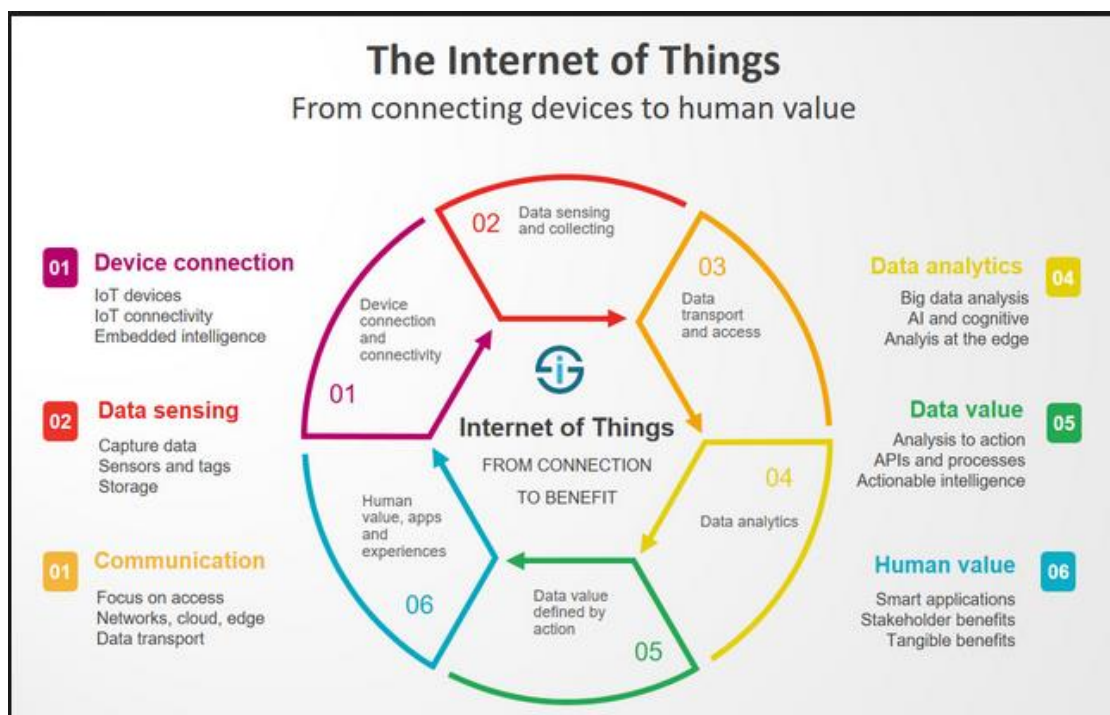 The Internet of Things
From connecting devices to human value
01
Device connection
IoT devices
IoT connectivity
Embedded intelligence
02
Data sensing
Capture data
Sensors and tags
Storage
01
Communication
Focus on access
Networks, cloud, edge
Data transport
Device
connection
and
connectivity
01
02
Data sensing
and collecting
03
Data
transport
and access
04
Data analytics
Data value
defined by
action
05
Human
value, apps
and
experiences
06
Internet of Things
FROM CONNECTION
TO BENEFIT
Data analytics
04
Big data analysis
AI and cognitive
Analyis at the edge
Data value
05
Analysis to action
APIs and processes
Actionable intelligence
Human value
06
Smart applications
Stakeholder benefits
Tangible benefits